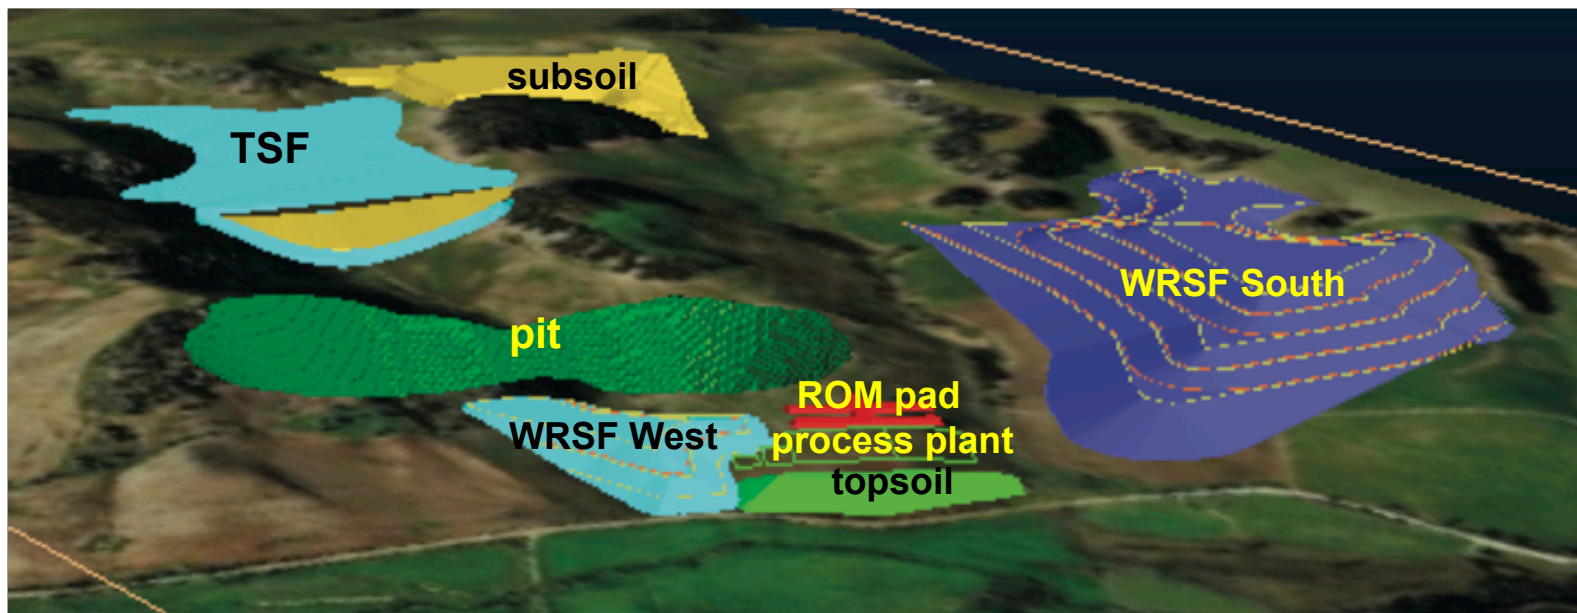 subsoil
TSF
WRSF South
pit
ROM pad
WRSF West
process plant
topsoil